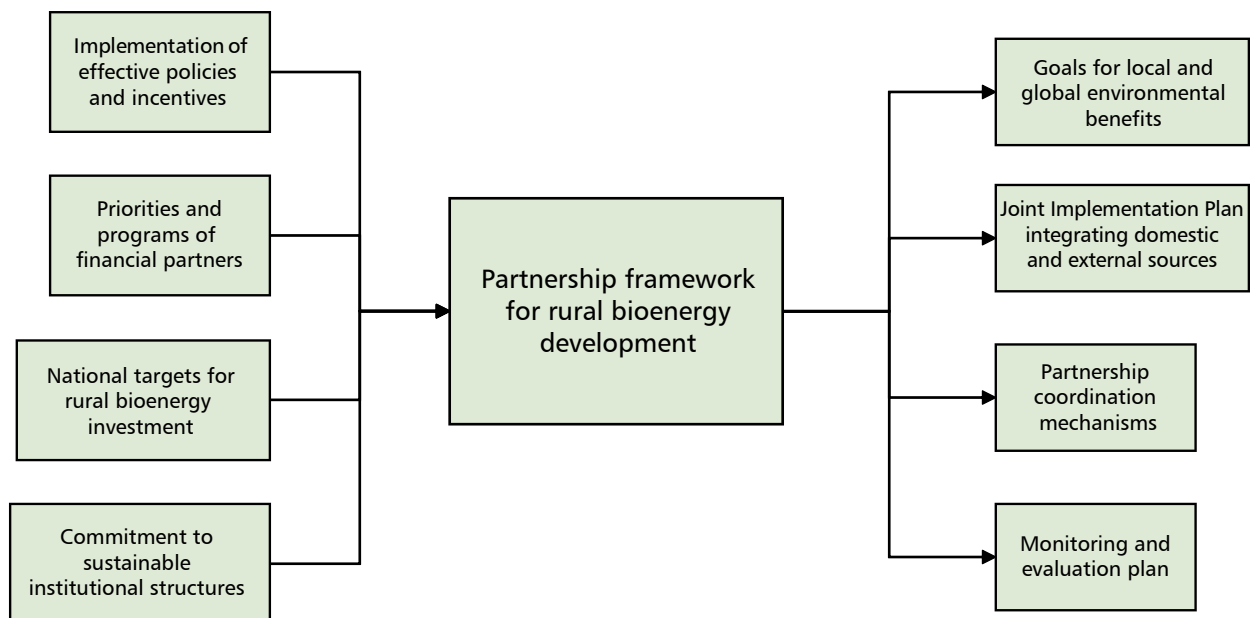 Implementation of
effective policies
and incentives
Priorities and
programs of
financial partners
National targets for
rural bioenergy
investment
Commitment to
sustainable
institutional structures
Partnership framework
for rural bioenergy
development
Goals for local and
global environmental
benefits
Joint Implementation Plan
integrating domestic
and external sources
Partnership
coordination
mechanisms
Monitoring and
evaluation plan